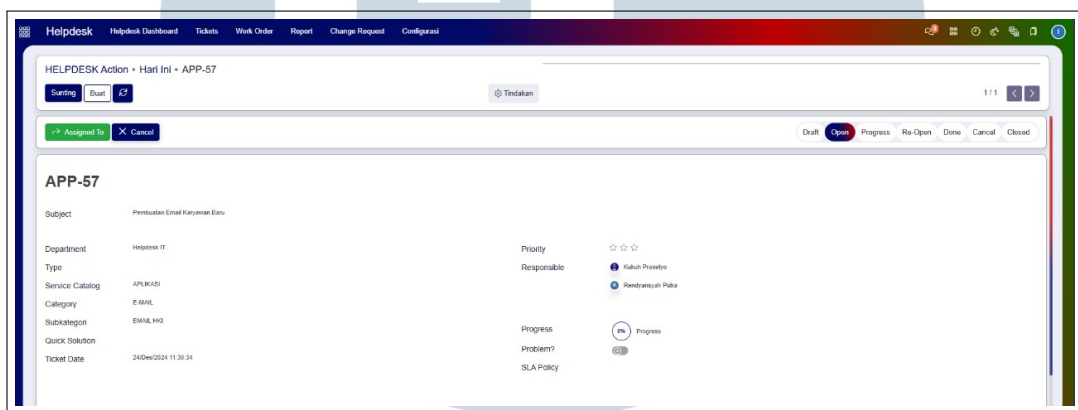 Helpdesk Helpdesk Dashboard Tickets Work Order Report Change Request Configurasi
HELPDESK Action • Hari Ini • APP-57
Sunting Buat Tindakan 1 / 1
Assigned To Cancel Draft Open Progress Re-Open Done Cancel Closed
APP-57
Subject Pembuatan Email Karyawan Baru
Department Helpdesk IT Priority
Type Responsible Kukuh Prasetyo
Service Catalog APLIKASI Rendyansyah Putra
Category E-MAIL
Subkategori EMAIL HKI
Quick Solution Progress 0% Progress
Ticket Date 24/Des/2024 11:30:34 Problem?
SLA Policy